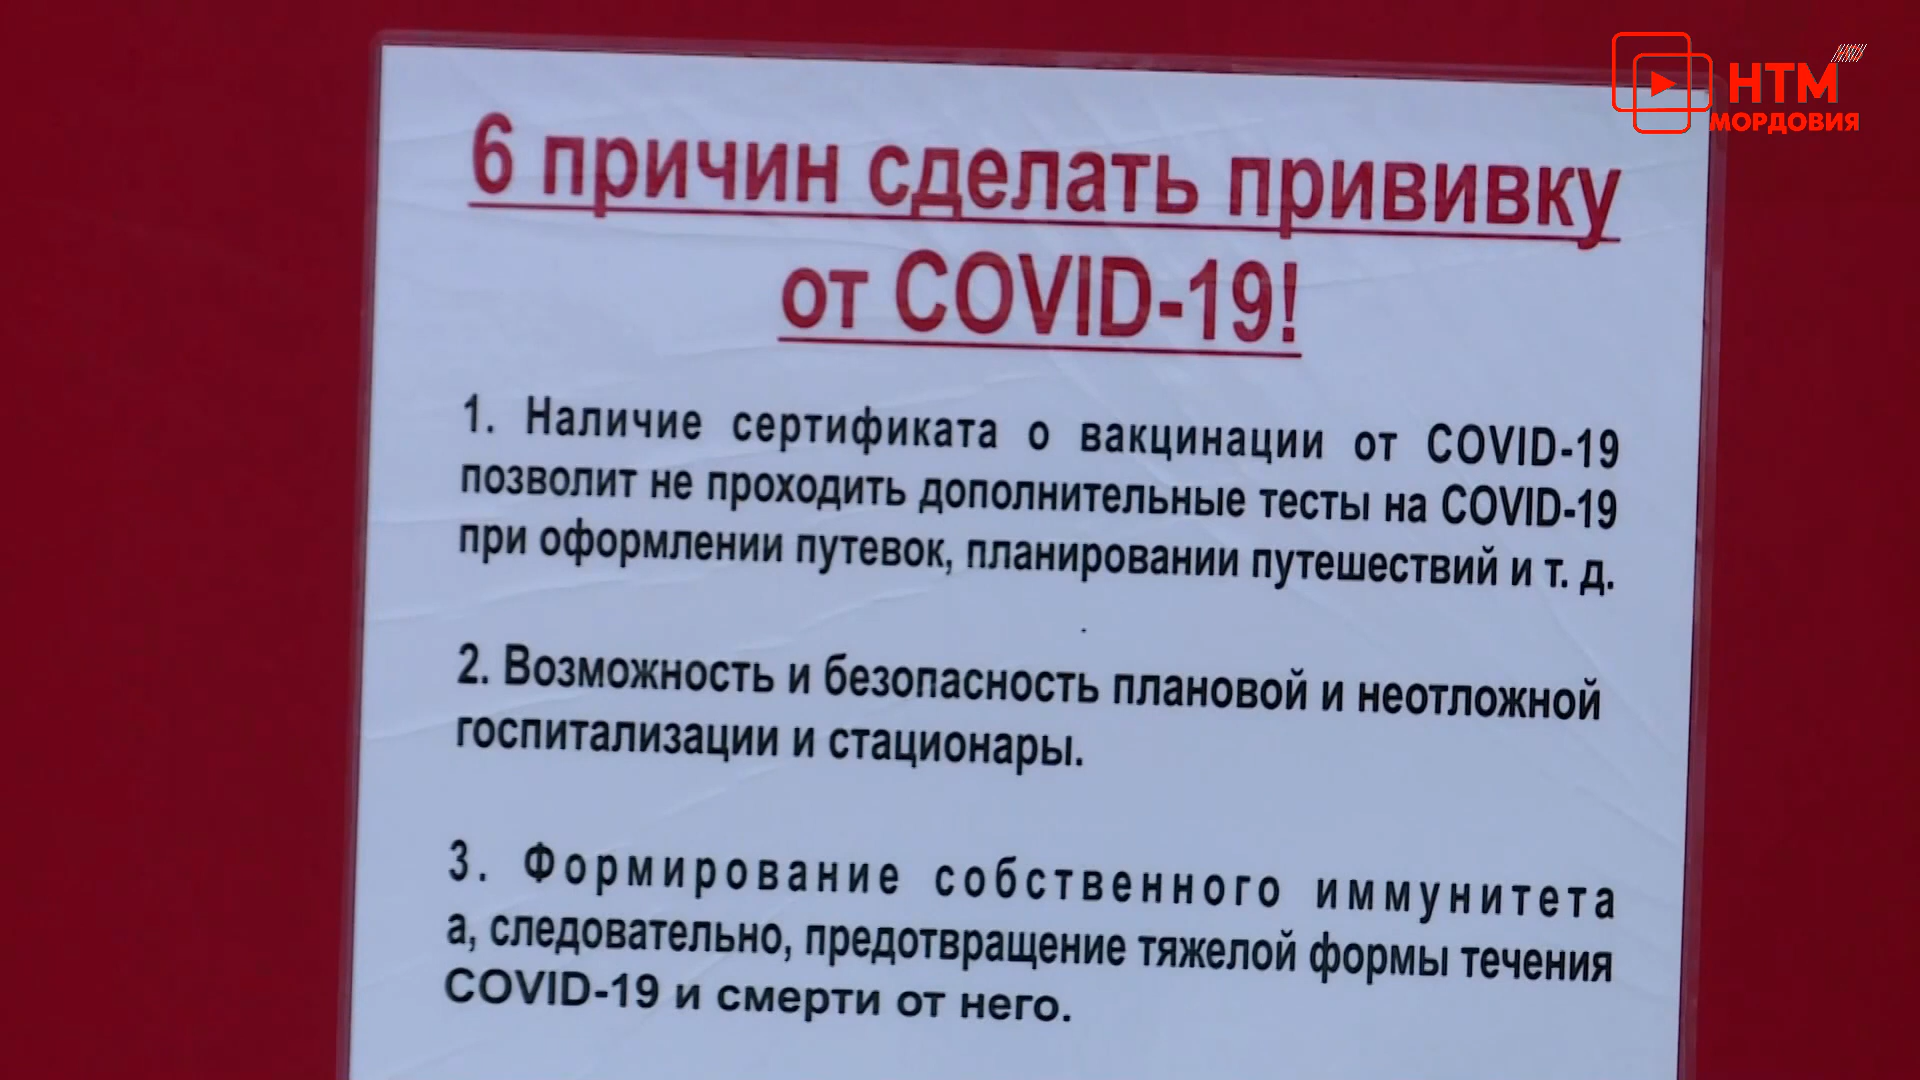 НТМ
МОРДОВИЯ
6 причин сделать прививку
от COVID-19!
1. Наличие сертификата о вакцинации от COVID-19
позволит не проходить дополнительные тесты на COVID-19
при оформлении путевок, планировании путешествий и т. д.
2. Возможность и безопасность плановой и неотложной
госпитализации и стационары.
3. Формирование собственного иммунитета
а, следовательно, предотвращение тяжелой формы течения
COVID-19 и смерти от него.